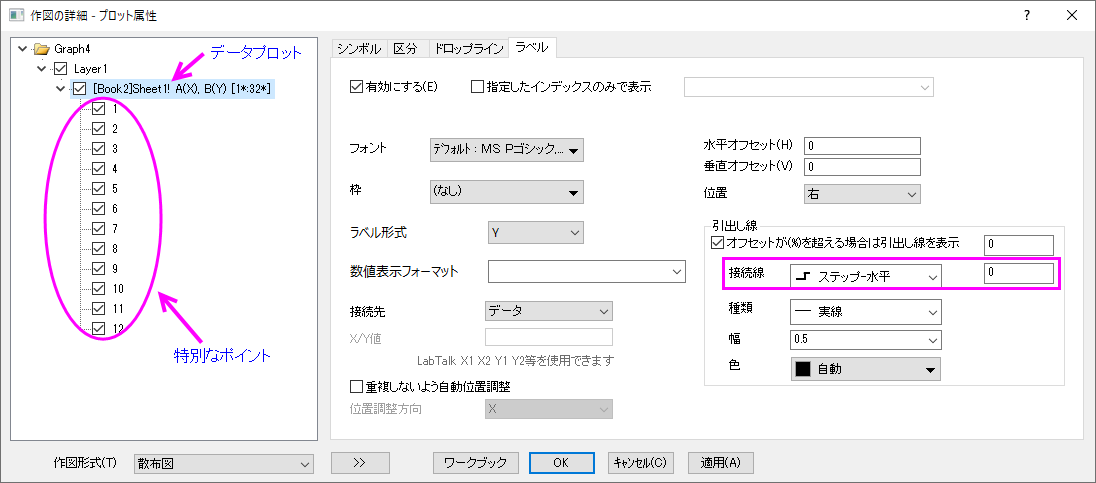 作図の詳細 - プロット属性
Graph4
Layer1
[Book2]Sheet1! A(X), B(Y) [1*:32*]
1
2
3
4
5
6
7
8
9
10
11
12
データプロット
特別なポイント
シンボル 区分 ドロップライン ラベル
有効にする(E) 指定したインデックスのみで表示
フォント デフォルト: MS Pゴシック,...
枠 (なし)
ラベル形式 Y
数値表示フォーマット
接続先 データ
X/Y値
LabTalk X1 X2 Y1 Y2等を使用できます
重複しないよう自動位置調整
位置調整方向 X
水平オフセット(H) 0
垂直オフセット(V) 0
位置 右
引出し線
オフセットが(%)を超える場合は引出し線を表示 0
接続線 ステップ-水平 0
種類 実線
幅 0.5
色 自動
作図形式(T) 散布図 >> ワークブック OK キャンセル(C) 適用(A)